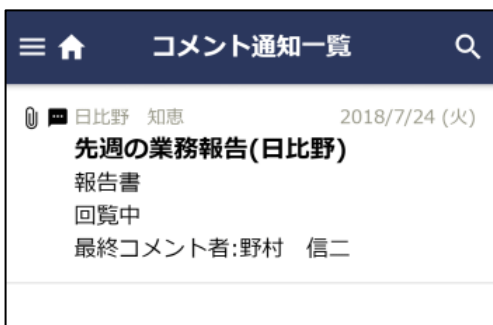 コメント通知一覧
日比野　知恵 2018/7/24 (火)
先週の業務報告(日比野)
報告書
回覧中
最終コメント者:野村　信二